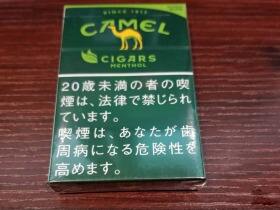 SINCE 1913
CAMEL
CIGARS
MENTHOL
20歳未満の者の喫
煙は、法律で禁じられ
ています。
喫煙は、あなたが歯
周病になる危険性を
高めます。